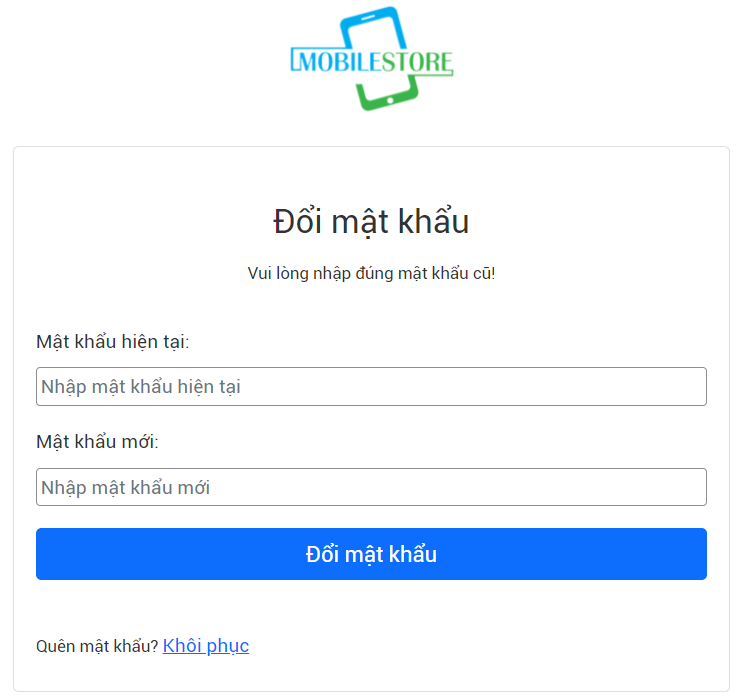 MOBILESTORE
Đổi mật khẩu
Vui lòng nhập đúng mật khẩu cũ!
Mật khẩu hiện tại:
Nhập mật khẩu hiện tại
Mật khẩu mới:
Nhập mật khẩu mới
Đổi mật khẩu
Quên mật khẩu? Khôi phục